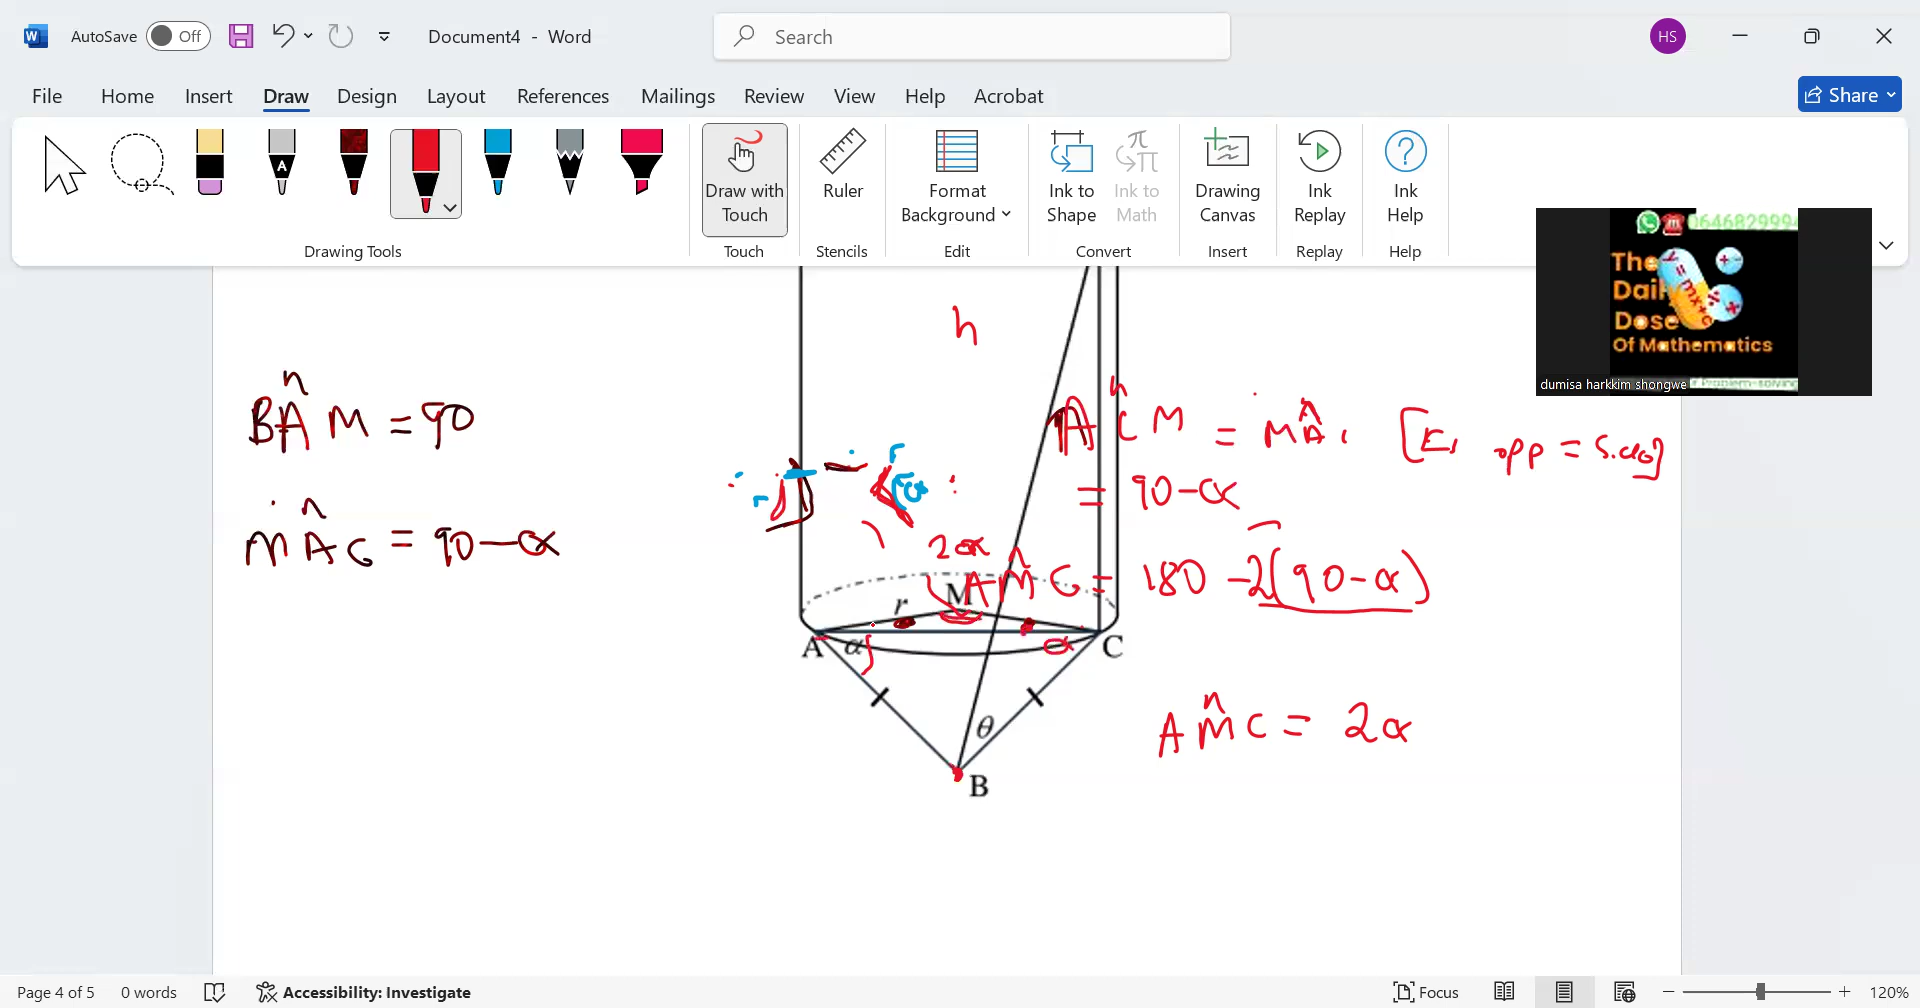 AutoSave Off Document4 - Word Search HS
File Home Insert Draw Design Layout References Mailings Review View Help Acrobat Share
A
Draw with Touch
Ruler
Format Background
Ink to Shape
Ink to Math
Drawing Canvas
Ink Replay
Ink Help
Drawing Tools Touch Stencils Edit Convert Insert Replay Help
0646829994
The
Daily
Dose
Of Mathematics
y=mx+c
dumisa harkkim shongwe
h
BÂM = 90
AĈM = MÂC
opp = s
= 90-α
MÂC = 90-α
2α
AM̂C = 180 -2(90-α)
M
r
A α α C
AM̂C = 2α
θ
B
Page 4 of 5 0 words Accessibility: Investigate Focus 120%